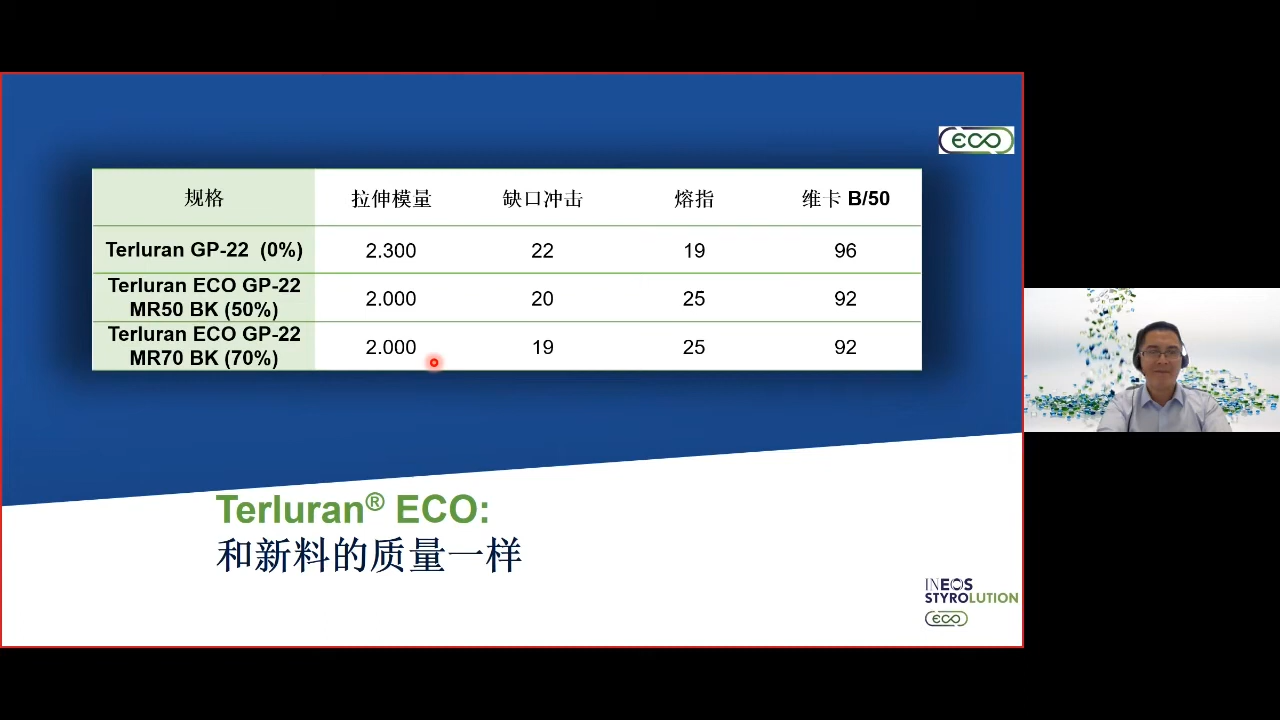 ECO
规格 拉伸模量 缺口冲击 熔指 维卡 B/50
Terluran GP-22 (0%) 2.300 22 19 96
Terluran ECO GP-22
MR50 BK (50%) 2.000 20 25 92
Terluran ECO GP-22
MR70 BK (70%) 2.000 19 25 92
Terluran® ECO:
和新料的质量一样
INEOS
STYROLUTION
ECO